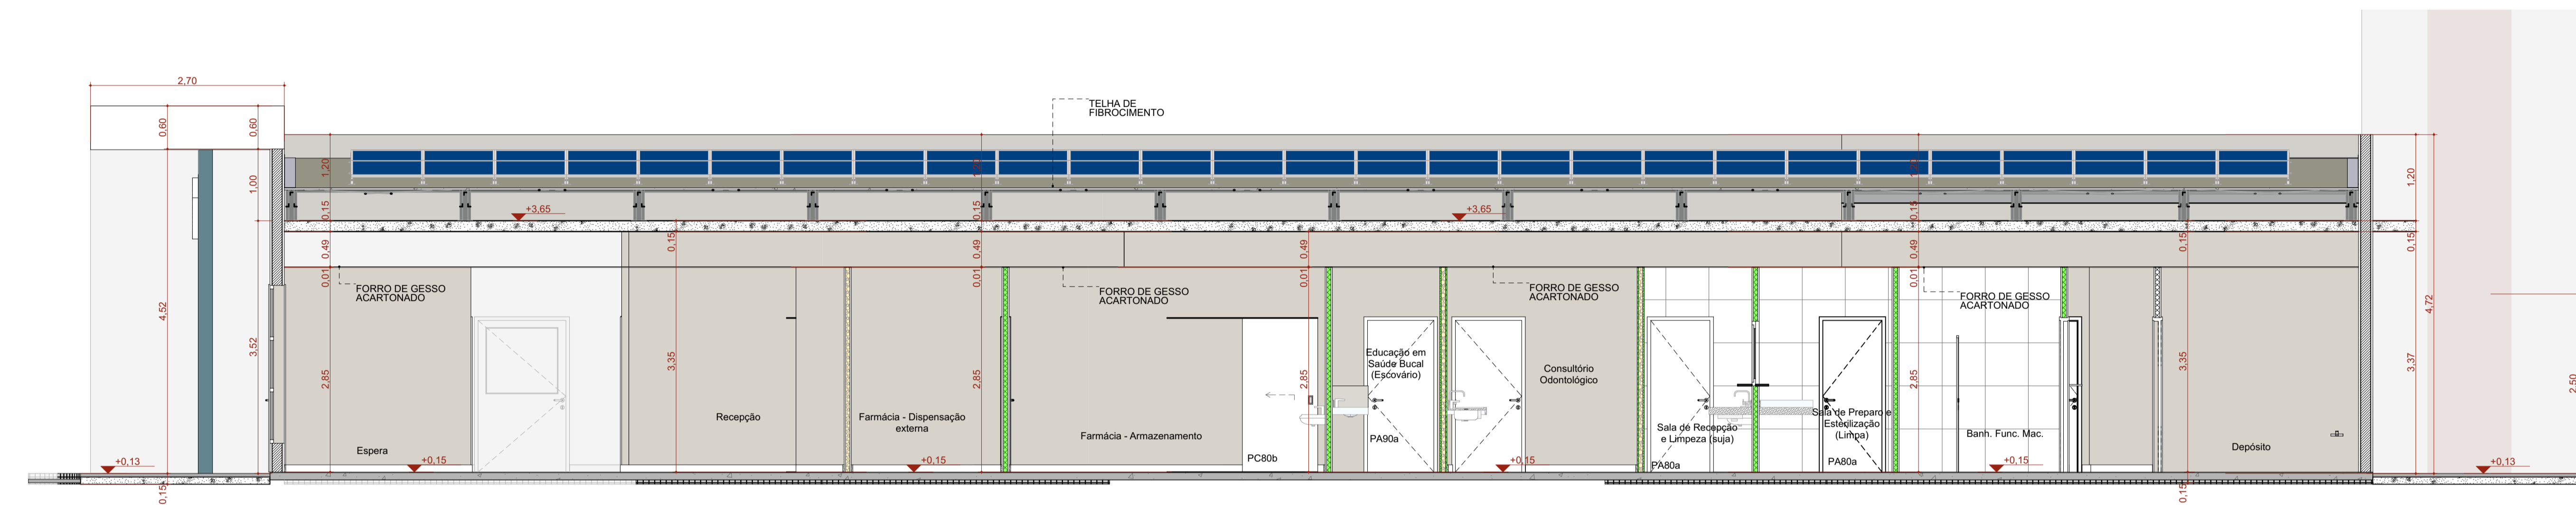 2,70
TELHA DE
FIBROCIMENTO
0,60
0,60
1,00
1,20
1,20
0,15
+3,65
0,15
+3,65
0,15
0,15
0,49
0,49
0,49
0,49
0,15
0,15
0,01
0,01
0,01
0,01
FORRO DE GESSO
ACARTONADO
FORRO DE GESSO
ACARTONADO
FORRO DE GESSO
ACARTONADO
FORRO DE GESSO
ACARTONADO
4,52
3,52
4,72
3,37
2,50
2,85
3,35
2,85
2,85
2,85
3,35
Educação em
Saúde Bucal
(Escovário)
Consultório
Odontológico
Recepção
Farmácia - Dispensação
externa
Farmácia - Armazenamento
Espera
Sala de Recepção
e Limpeza (suja)
Sala de Preparo e
Esterilização
(Limpa)
Banh. Func. Mac.
Depósito
PC80b
PA90a
PA80a
PA80a
+0,13
+0,15
+0,15
+0,15
+0,15
+0,13
0,15
0,15